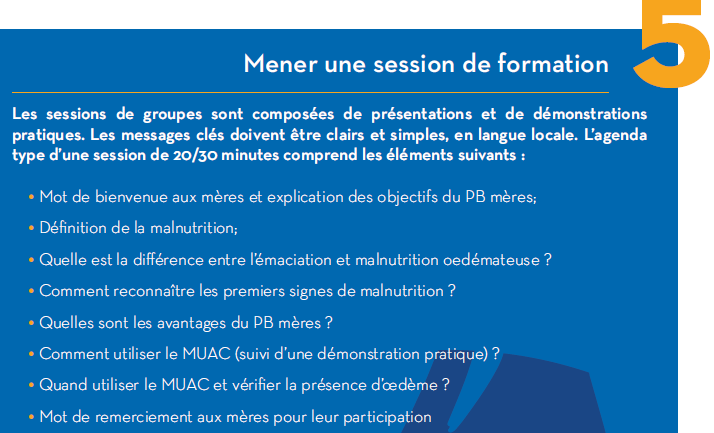 5
Mener une session de formation
Les sessions de groupes sont composées de présentations et de démonstrations
pratiques. Les messages clés doivent être clairs et simples, en langue locale. L’agenda
type d’une session de 20/30 minutes comprend les éléments suivants :
• Mot de bienvenue aux mères et explication des objectifs du PB mères;
• Définition de la malnutrition;
• Quelle est la différence entre l’émaciation et malnutrition oedémateuse ?
• Comment reconnaître les premiers signes de malnutrition ?
• Quelles sont les avantages du PB mères ?
• Comment utiliser le MUAC (suivi d’une démonstration pratique) ?
• Quand utiliser le MUAC et vérifier la présence d’œdème ?
• Mot de remerciement aux mères pour leur participation